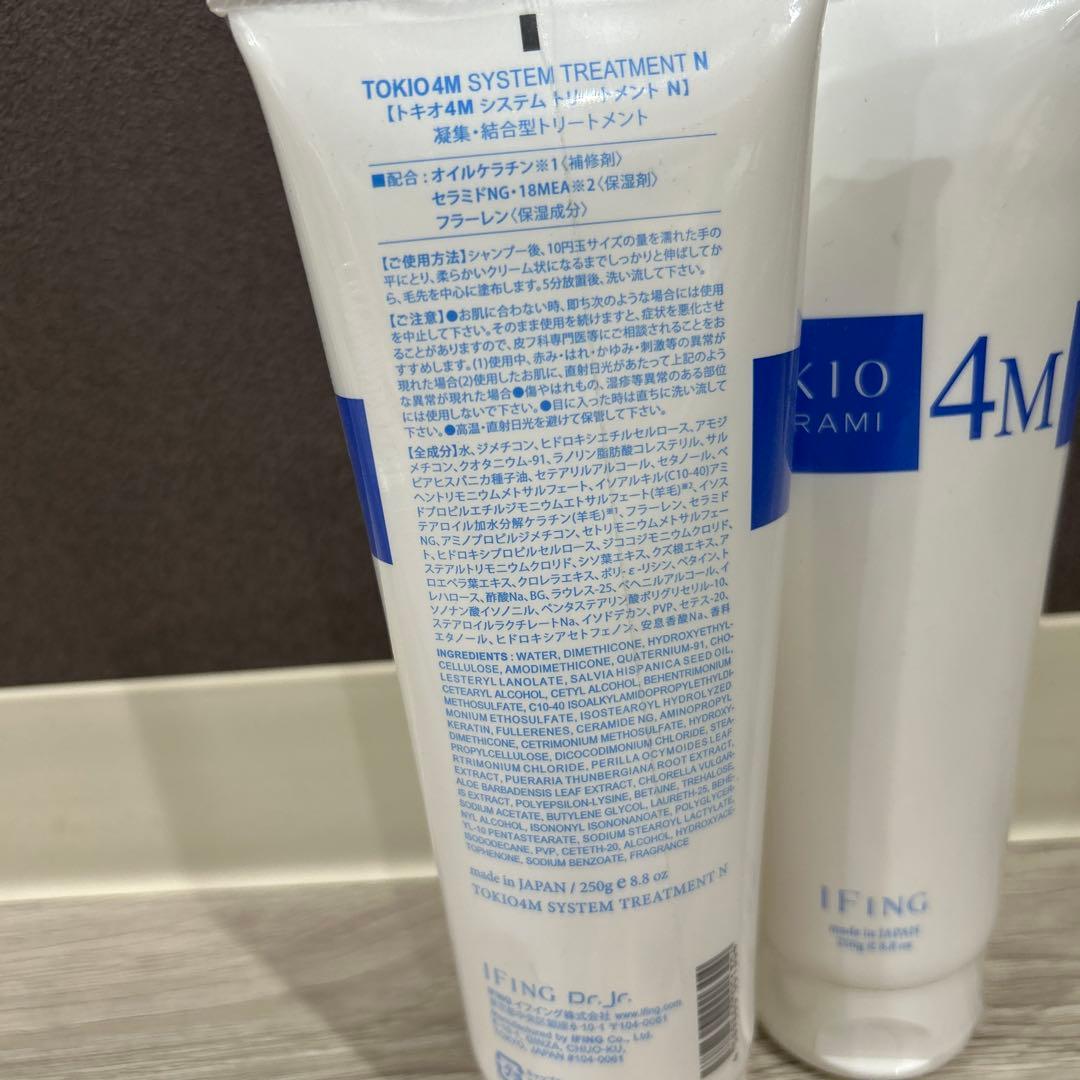 TOKIO4M SYSTEM TREATMENT N
【トキオ4M システム トリートメント N】
凝集・結合型トリートメント
■配合：オイルケラチン※1〈補修剤〉
セラミドNG・18MEA※2〈保湿剤〉
フラーレン〈保湿成分〉
【ご使用方法】シャンプー後、10円玉サイズの量を濡れた手の
平にとり、柔らかいクリーム状になるまでしっかりと伸ばしてか
ら、毛先を中心に塗布します。5分放置後、洗い流して下さい。
【ご注意】●お肌に合わない時、即ち次のような場合には使用
を中止して下さい。そのまま使用を続けますと、症状を悪化させ
ることがありますので、皮フ科専門医等にご相談されることをお
すすめします。(1)使用中、赤み・はれ・かゆみ・刺激等の異常が
現れた場合(2)使用したお肌に、直射日光があたって上記のよう
な異常が現れた場合●傷やはれもの、湿疹等異常のある部位
には使用しないで下さい。●目に入った時は直ちに洗い流して
下さい。●高温・直射日光を避けて保管して下さい。
【全成分】水、ジメチコン、ヒドロキシエチルセルロース、アモジ
メチコン、クオタニウム-91、ラノリン脂肪酸コレステリル、サル
ビアヒスパニカ種子油、セテアリルアルコール、セタノール、ベ
ヘントリモニウムメトサルフェート、イソアルキル(C10-40)アミ
ドプロピルエチルジモニウムエトサルフェート(羊毛)※2、イソス
テアロイル加水分解ケラチン(羊毛)※1、フラーレン、セラミド
NG、アミノプロピルジメチコン、セトリモニウムメトサルフェー
ト、ヒドロキシプロピルセルロース、ジココジモニウムクロリド、
ステアルトリモニウムクロリド、シソ葉エキス、クズ根エキス、ア
ロエベラ葉エキス、クロレラエキス、ポリ-ε-リシン、ベタイン、ト
レハロース、酢酸Na、BG、ラウレス-25、ベヘニルアルコール、イ
ソノナン酸イソノニル、ペンタステアリン酸ポリグリセリル-10、
ステアロイルラクチレートNa、イソドデカン、PVP、セテス-20、
エタノール、ヒドロキシアセトフェノン、安息香酸Na、香料
INGREDIENTS : WATER, DIMETHICONE, HYDROXYETHYL-
CELLULOSE, AMODIMETHICONE, QUATERNIUM-91, CHO-
LESTERYL LANOLATE, SALVIA HISPANICA SEED OIL,
CETEARYL ALCOHOL, CETYL ALCOHOL, BEHENTRIMONIUM
METHOSULFATE, C10-40 ISOALKYLAMIDOPROPYLETHYLDI-
MONIUM ETHOSULFATE, ISOSTEAROYL HYDROLYZED
KERATIN, FULLERENES, CERAMIDE NG, AMINOPROPYL
DIMETHICONE, CETRIMONIUM METHOSULFATE, HYDROXY-
PROPYLCELLULOSE, DICOCODIMONIUM CHLORIDE, STEA-
RTRIMONIUM CHLORIDE, PERILLA OCYMOIDES LEAF
EXTRACT, PUERARIA THUNBERGIANA ROOT EXTRACT,
ALOE BARBADENSIS LEAF EXTRACT, CHLORELLA VULGAR-
IS EXTRACT, POLYEPSILON-LYSINE, BETAINE, TREHALOSE,
SODIUM ACETATE, BUTYLENE GLYCOL, LAURETH-25, BEHE-
NYL ALCOHOL, ISONONYL ISONONANOATE, POLYGLYCER-
YL-10 PENTASTEARATE, SODIUM STEAROYL LACTYLATE,
ISODODECANE, PVP, CETETH-20, ALCOHOL, HYDROXYACE-
TOPHENONE, SODIUM BENZOATE, FRAGRANCE
made in JAPAN / 250g e 8.8 oz
TOKIO4M SYSTEM TREATMENT N
IFING Dr.Jr.
IFING イフイング株式会社 www.ifing.com
東京都中央区銀座6-10-1 〒104-0061
Manufactured by IFING Co., Ltd.
GINZA, CHUO-KU,
TOKYO, JAPAN #104-0061
KIO
RAMI
4M
IFING
made in JAPAN
250g e 8.8 oz